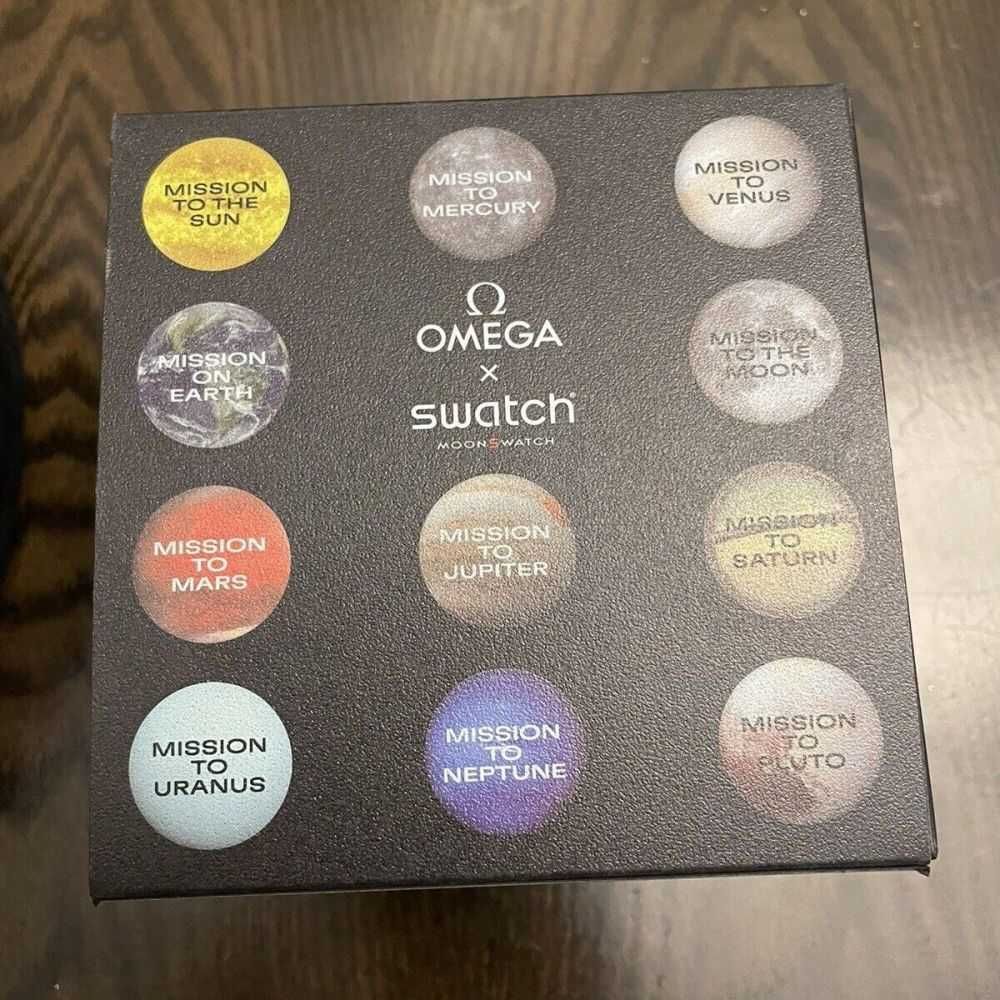 MISSION
TO THE
SUN
MISSION
TO
MERCURY
MISSION
TO
VENUS
MISSION
ON
EARTH
Ω
OMEGA
×
swatch
MOONSWATCH
MISSION
TO THE
MOON
MISSION
TO
MARS
MISSION
TO
JUPITER
MISSION
TO
SATURN
MISSION
TO
URANUS
MISSION
TO
NEPTUNE
MISSION
TO
PLUTO